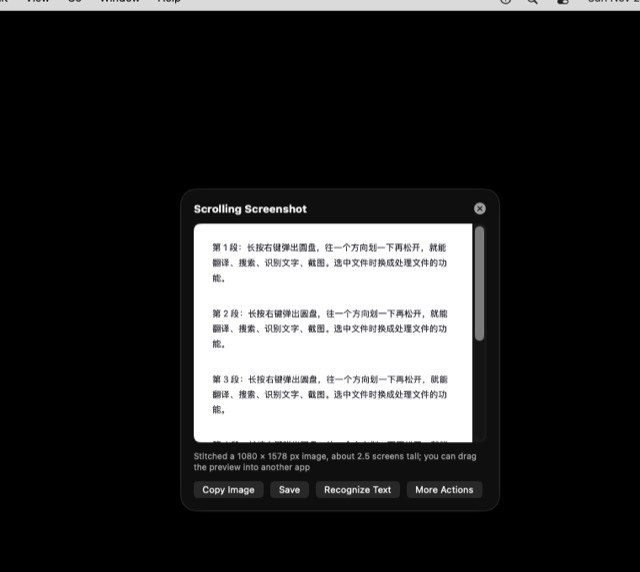 View Go Window Help
Scrolling Screenshot
第 1 段：长按右键弹出圆盘，往一个方向划一下再松开，就能
翻译、搜索、识别文字、截图。选中文件时换成处理文件的功
能。
第 2 段：长按右键弹出圆盘，往一个方向划一下再松开，就能
翻译、搜索、识别文字、截图。选中文件时换成处理文件的功
能。
第 3 段：长按右键弹出圆盘，往一个方向划一下再松开，就能
翻译、搜索、识别文字、截图。选中文件时换成处理文件的功
能。
Stitched a 1080 × 1578 px image, about 2.5 screens tall; you can drag
the preview into another app
Copy Image
Save
Recognize Text
More Actions